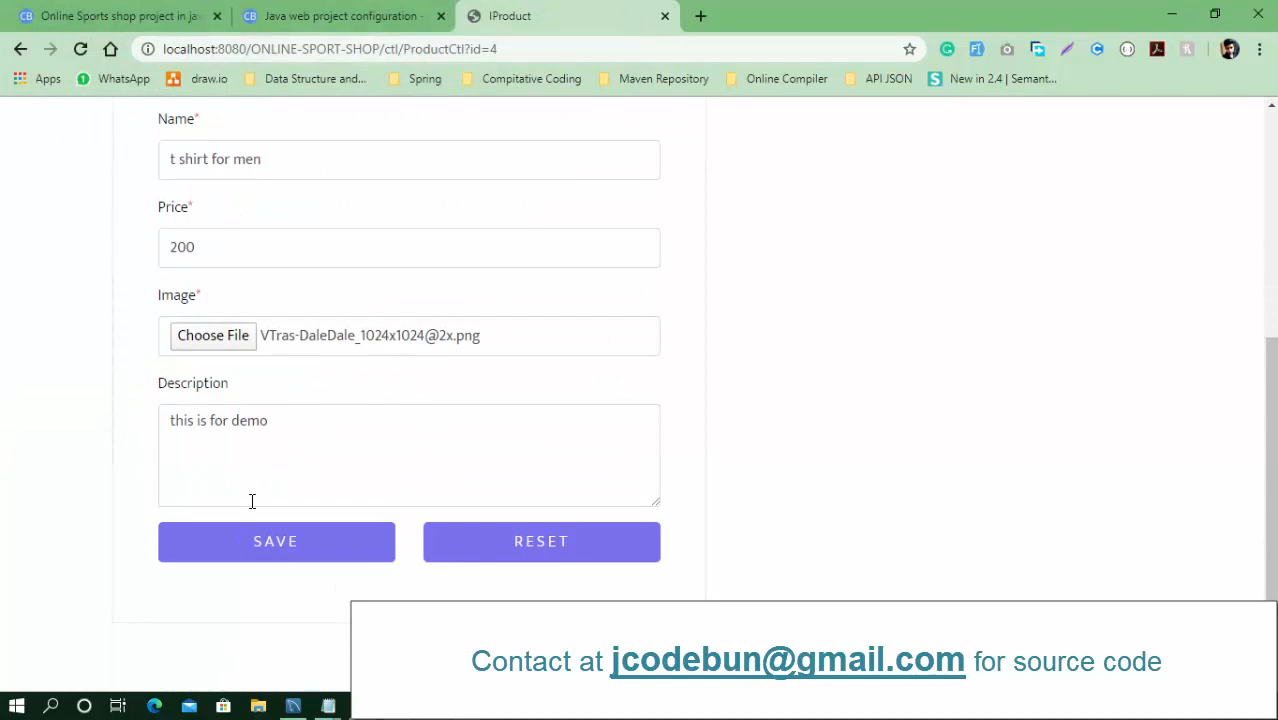 Online Sports shop project in jav
Java web project configuration -
IProduct
localhost:8080/ONLINE-SPORT-SHOP/ctl/ProductCtl?id=4
Apps
WhatsApp
draw.io
Data Structure and...
Spring
Compitative Coding
Maven Repository
Online Compiler
API JSON
New in 2.4 | Semant...
Name*
t shirt for men
Price*
200
Image*
Choose File VTras-DaleDale_1024x1024@2x.png
Description
this is for demo
SAVE
RESET
Contact at jcodebun@gmail.com for source code